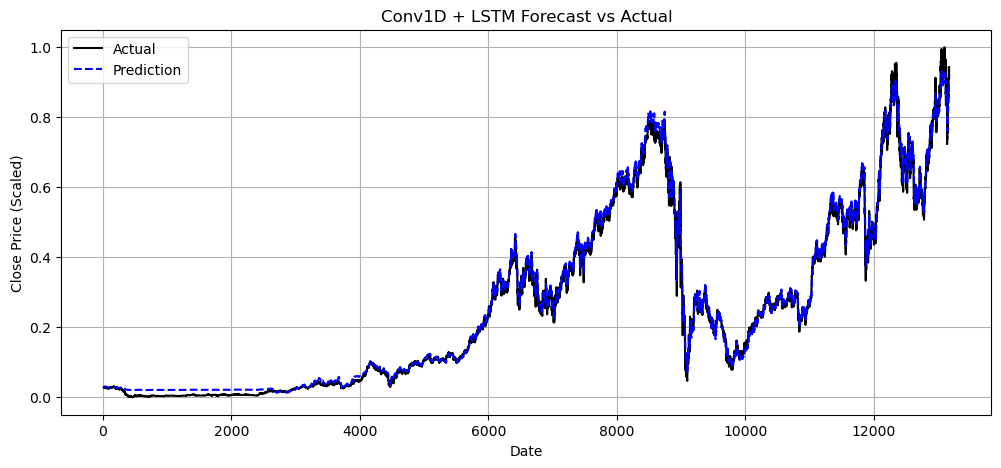 Conv1D + LSTM Forecast vs Actual
Actual
Prediction
Close Price (Scaled)
1.0
0.8
0.6
0.4
0.2
0.0
0 2000 4000 6000 8000 10000 12000
Date